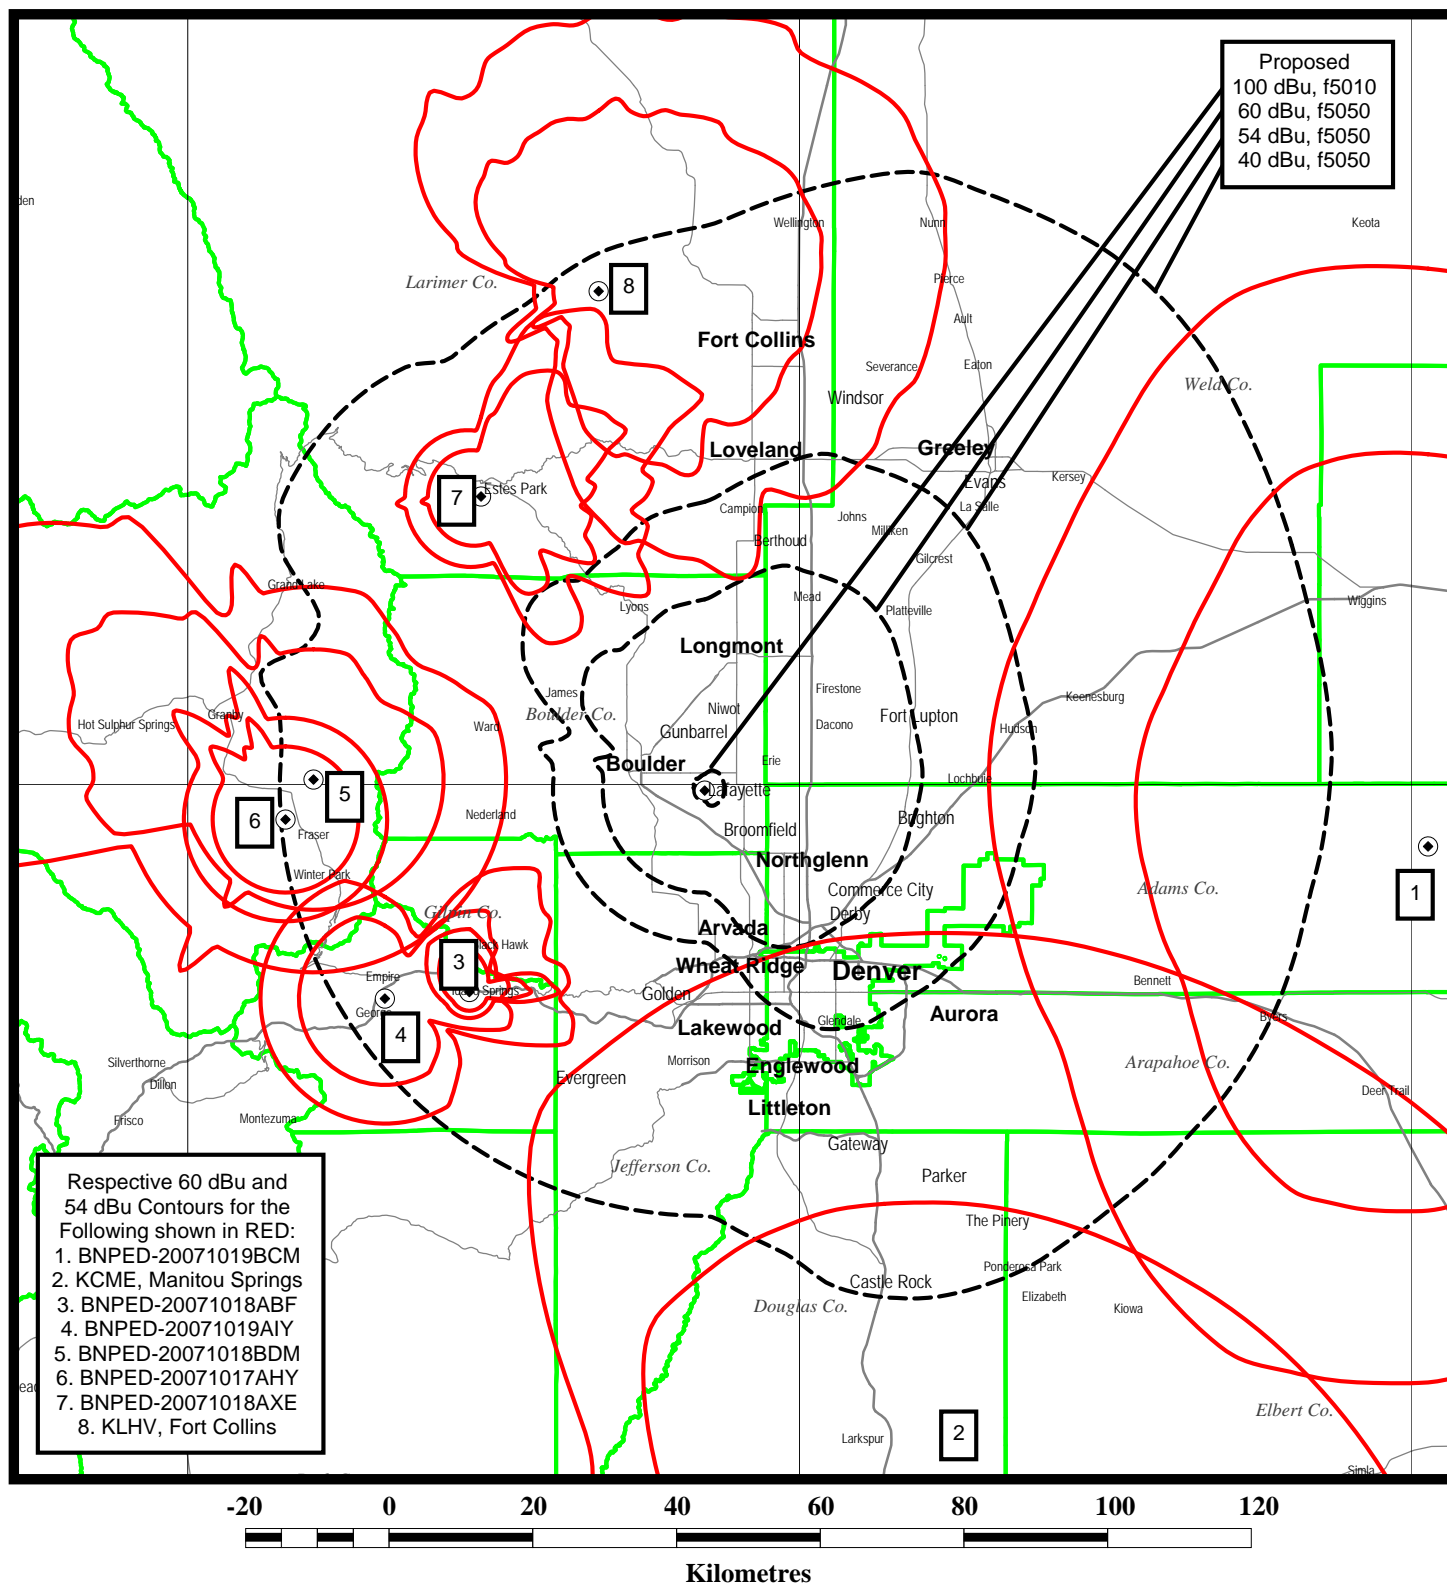 Proposed
100 dBu, f5010
60 dBu, f5050
54 dBu, f5050
40 dBu, f5050
den
Wellington
Nunn
Keota
Larimer Co.
8
Pierce
Ault
Fort Collins
Severance
Eaton
Weld Co.
Windsor
Loveland
Greeley
Evans
Kersey
7
Estes Park
Campion
Johns
La Salle
Milliken
Berthoud
Gilcrest
Grand Lake
Lyons
Mead
Platteville
Wiggins
Longmont
James
Firestone
Keenesburg
Niwot
Boulder Co.
Hot Sulphur Springs
Granby
Ward
Gunbarrel
Dacono
Fort Lupton
Hudson
Boulder
Erie
Lochbuie
5
Lafayette
6
Fraser
Nederland
Broomfield
Brighton
Winter Park
Northglenn
Commerce City
Adams Co.
1
Gilpin Co.
Derby
Arvada
Black Hawk
3
Empire
Wheat Ridge
Denver
Idaho Springs
Golden
Bennett
George
Aurora
Byers
4
Lakewood
Glendale
Silverthorne
Morrison
Englewood
Arapahoe Co.
Dillon
Evergreen
Deer Trail
Frisco
Montezuma
Littleton
Gateway
Jefferson Co.
Parker
Respective 60 dBu and
54 dBu Contours for the
Following shown in RED:
1. BNPED-20071019BCM
2. KCME, Manitou Springs
3. BNPED-20071018ABF
4. BNPED-20071019AIY
5. BNPED-20071018BDM
6. BNPED-20071017AHY
7. BNPED-20071018AXE
8. KLHV, Fort Collins
The Pinery
Ponderosa Park
Castle Rock
Elizabeth
Douglas Co.
Kiowa
Elbert Co.
2
Larkspur
Simla
-20 0 20 40 60 80 100 120
Kilometres